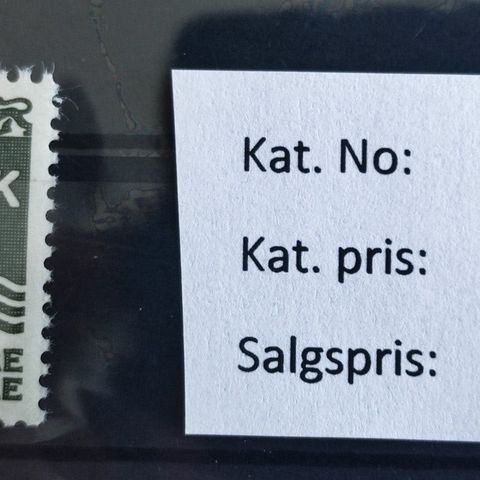 K
E
E
Kat. No:
Kat. pris:
Salgspris: